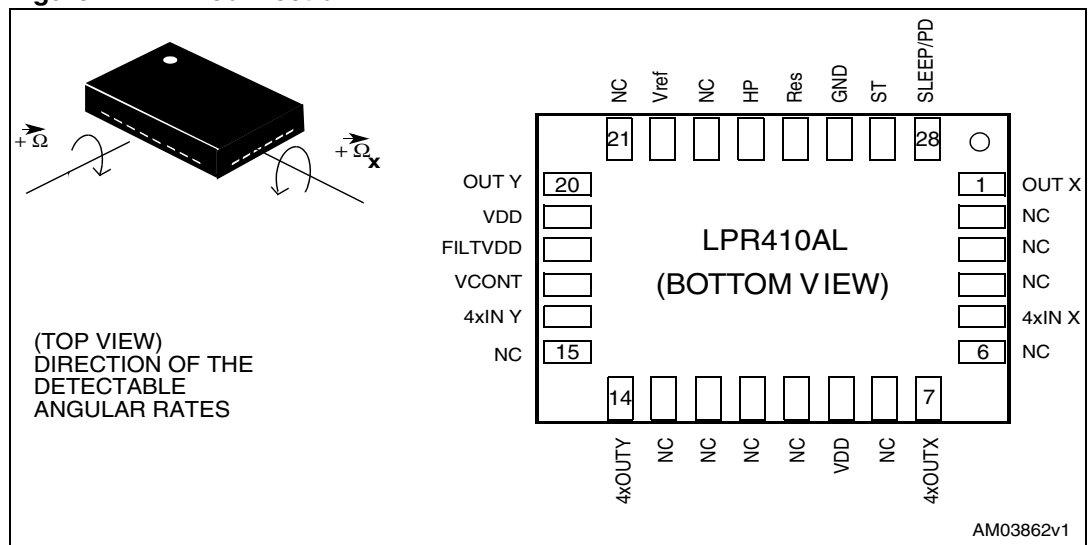 + Ω
+ Ωx
(TOP VIEW)
DIRECTION OF THE
DETECTABLE
ANGULAR RATES
NC
Vref
NC
HP
Res
GND
ST
SLEEP/PD
21
28
OUT Y
20
1
OUT X
VDD
NC
FILTVDD
NC
VCONT
NC
4xIN Y
4xIN X
NC
15
6
NC
LPR410AL
(BOTTOM VIEW)
14
7
4xOUTY
NC
NC
NC
NC
VDD
NC
4xOUTX
AM03862v1